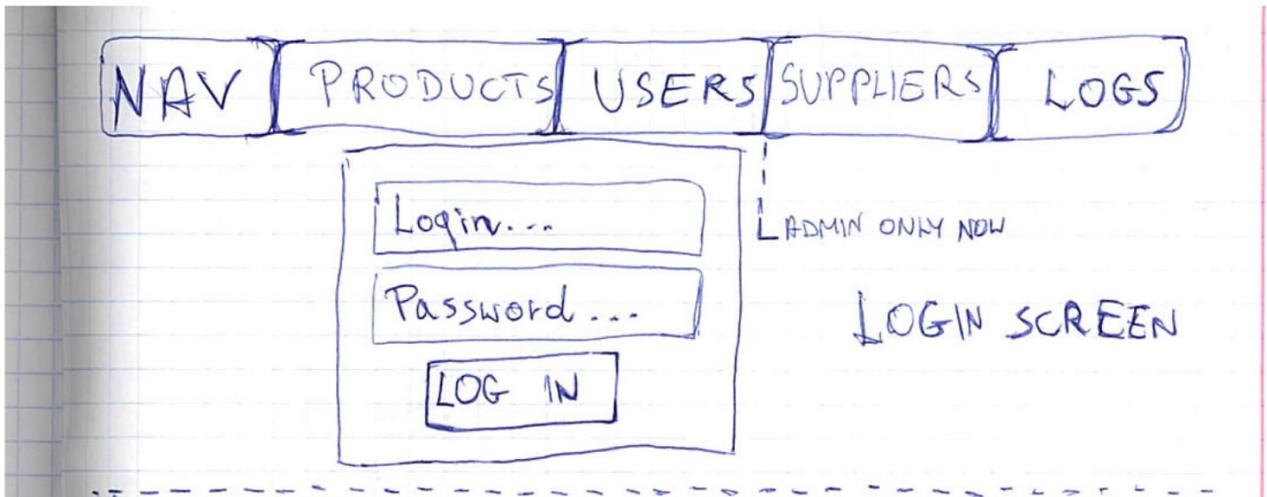 NAV PRODUCTS USERS SUPPLIERS LOGS
Login...
ADMIN ONLY NOW
Password...
LOGIN SCREEN
LOG IN